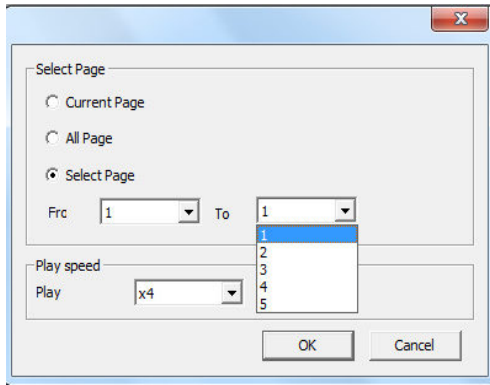 Select Page
Current Page
All Page
Select Page
Frc 1 To 1
1
2
3
4
5
Play speed
Play x4
OK Cancel